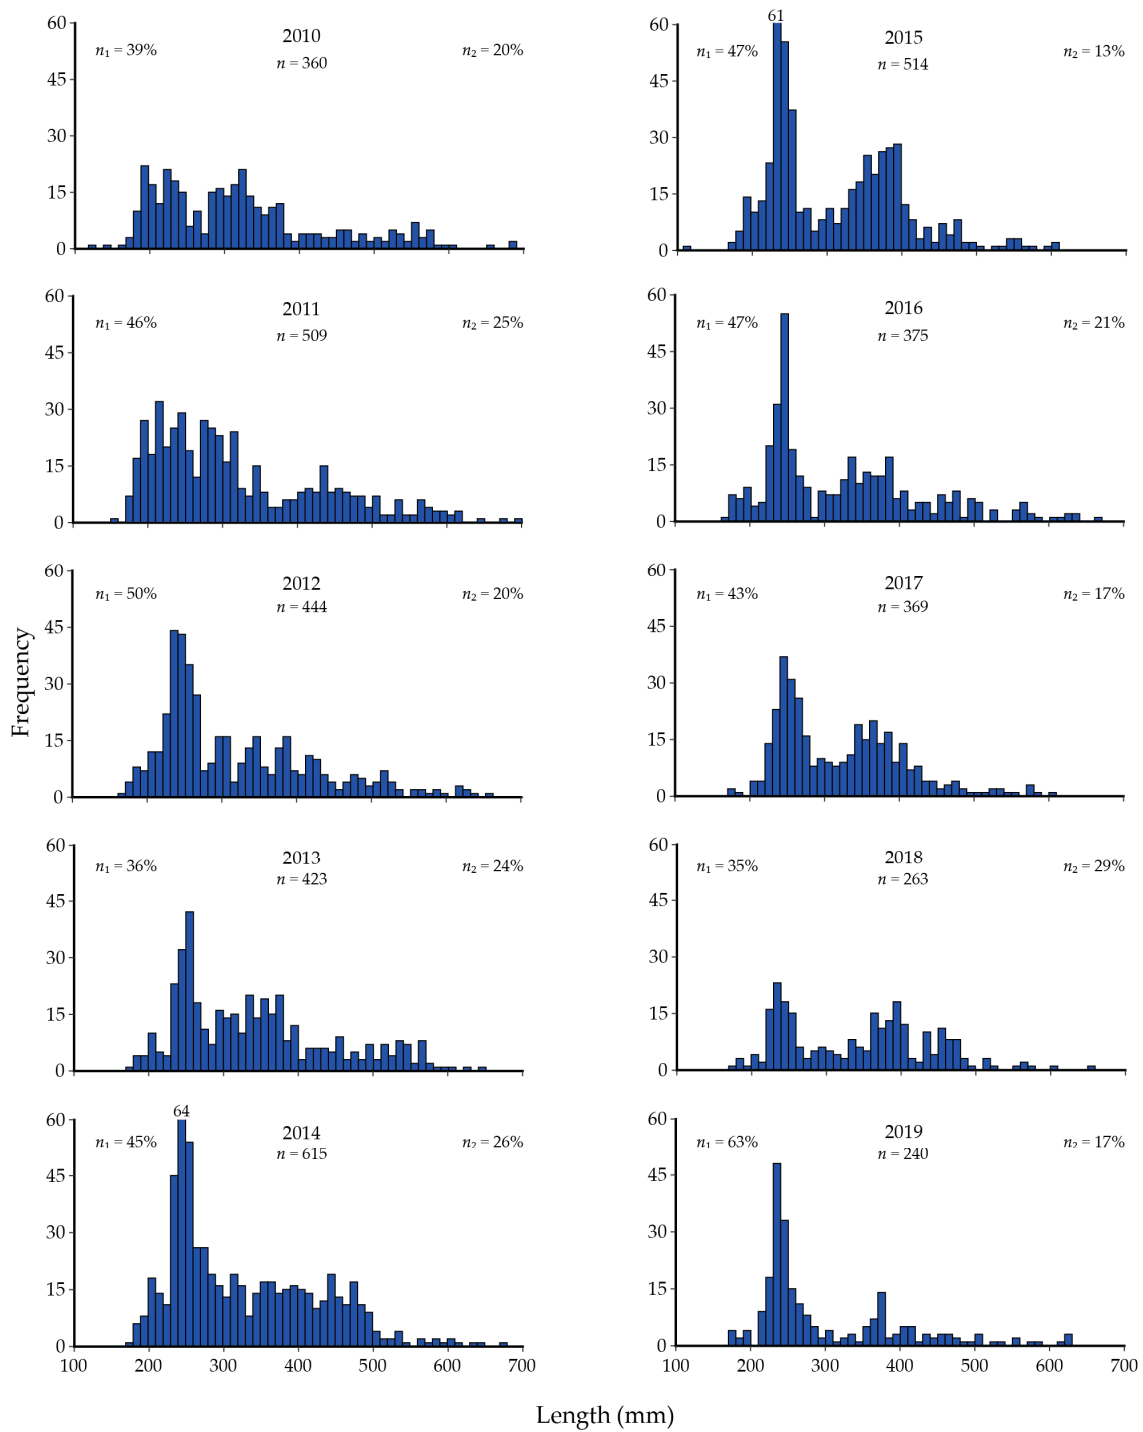 60
45
30
15
0
n₁ = 39%
2010
n = 360
n₂ = 20%
61
60
45
30
15
0
n₁ = 47%
2015
n = 514
n₂ = 13%
60
45
30
15
0
n₁ = 46%
2011
n = 509
n₂ = 25%
60
45
30
15
0
n₁ = 47%
2016
n = 375
n₂ = 21%
Frequency
60
45
30
15
0
n₁ = 50%
2012
n = 444
n₂ = 20%
60
45
30
15
0
n₁ = 43%
2017
n = 369
n₂ = 17%
60
45
30
15
0
n₁ = 36%
2013
n = 423
n₂ = 24%
60
45
30
15
0
n₁ = 35%
2018
n = 263
n₂ = 29%
64
60
45
30
15
0
n₁ = 45%
2014
n = 615
n₂ = 26%
100 200 300 400 500 600 700
60
45
30
15
0
n₁ = 63%
2019
n = 240
n₂ = 17%
100 200 300 400 500 600 700
Length (mm)